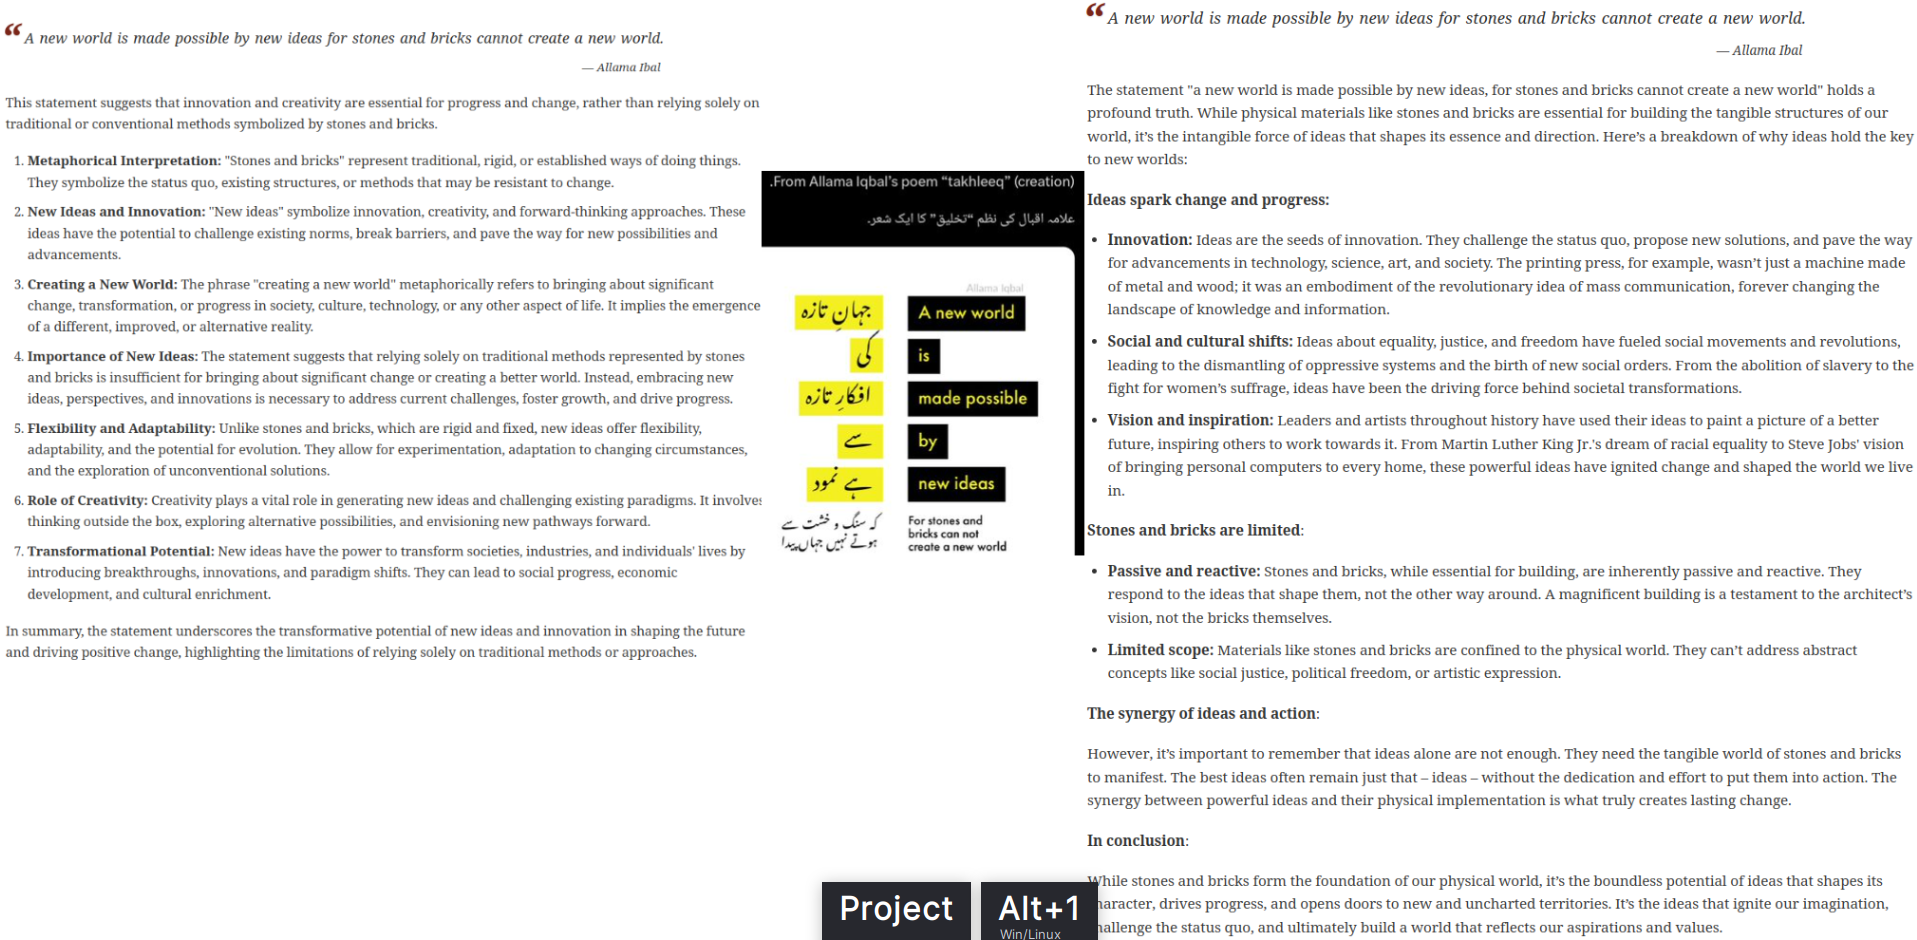 “ A new world is made possible by new ideas for stones and bricks cannot create a new world.
— Allama Ibal
This statement suggests that innovation and creativity are essential for progress and change, rather than relying solely on
traditional or conventional methods symbolized by stones and bricks.
1. Metaphorical Interpretation: "Stones and bricks" represent traditional, rigid, or established ways of doing things.
They symbolize the status quo, existing structures, or methods that may be resistant to change.
2. New Ideas and Innovation: "New ideas" symbolize innovation, creativity, and forward-thinking approaches. These
ideas have the potential to challenge existing norms, break barriers, and pave the way for new possibilities and
advancements.
3. Creating a New World: The phrase "creating a new world" metaphorically refers to bringing about significant
change, transformation, or progress in society, culture, technology, or any other aspect of life. It implies the emergence
of a different, improved, or alternative reality.
4. Importance of New Ideas: The statement suggests that relying solely on traditional methods represented by stones
and bricks is insufficient for bringing about significant change or creating a better world. Instead, embracing new
ideas, perspectives, and innovations is necessary to address current challenges, foster growth, and drive progress.
5. Flexibility and Adaptability: Unlike stones and bricks, which are rigid and fixed, new ideas offer flexibility,
adaptability, and the potential for evolution. They allow for experimentation, adaptation to changing circumstances,
and the exploration of unconventional solutions.
6. Role of Creativity: Creativity plays a vital role in generating new ideas and challenging existing paradigms. It involves
thinking outside the box, exploring alternative possibilities, and envisioning new pathways forward.
7. Transformational Potential: New ideas have the power to transform societies, industries, and individuals' lives by
introducing breakthroughs, innovations, and paradigm shifts. They can lead to social progress, economic
development, and cultural enrichment.
In summary, the statement underscores the transformative potential of new ideas and innovation in shaping the future
and driving positive change, highlighting the limitations of relying solely on traditional methods or approaches.
.From Allama Iqbal’s poem “takhleeq” (creation)
علامہ اقبال کی نظم “تخلیق” کا ایک شعر۔
Allama Iqbal
جہانِ تازہ
A new world
کی
is
افکارِ تازہ
made possible
سے
by
ہے نمود
new ideas
کہ سنگ و خشت سے
ہوتے نہیں جہاں پیدا
For stones and
bricks can not
create a new world
Project
Alt+1
Win/Linux
“ A new world is made possible by new ideas for stones and bricks cannot create a new world.
— Allama Ibal
The statement "a new world is made possible by new ideas, for stones and bricks cannot create a new world" holds a
profound truth. While physical materials like stones and bricks are essential for building the tangible structures of our
world, it’s the intangible force of ideas that shapes its essence and direction. Here’s a breakdown of why ideas hold the key
to new worlds:
Ideas spark change and progress:
• Innovation: Ideas are the seeds of innovation. They challenge the status quo, propose new solutions, and pave the way
for advancements in technology, science, art, and society. The printing press, for example, wasn’t just a machine made
of metal and wood; it was an embodiment of the revolutionary idea of mass communication, forever changing the
landscape of knowledge and information.
• Social and cultural shifts: Ideas about equality, justice, and freedom have fueled social movements and revolutions,
leading to the dismantling of oppressive systems and the birth of new social orders. From the abolition of slavery to the
fight for women’s suffrage, ideas have been the driving force behind societal transformations.
• Vision and inspiration: Leaders and artists throughout history have used their ideas to paint a picture of a better
future, inspiring others to work towards it. From Martin Luther King Jr.'s dream of racial equality to Steve Jobs' vision
of bringing personal computers to every home, these powerful ideas have ignited change and shaped the world we live
in.
Stones and bricks are limited:
• Passive and reactive: Stones and bricks, while essential for building, are inherently passive and reactive. They
respond to the ideas that shape them, not the other way around. A magnificent building is a testament to the architect’s
vision, not the bricks themselves.
• Limited scope: Materials like stones and bricks are confined to the physical world. They can’t address abstract
concepts like social justice, political freedom, or artistic expression.
The synergy of ideas and action:
However, it’s important to remember that ideas alone are not enough. They need the tangible world of stones and bricks
to manifest. The best ideas often remain just that – ideas – without the dedication and effort to put them into action. The
synergy between powerful ideas and their physical implementation is what truly creates lasting change.
In conclusion:
While stones and bricks form the foundation of our physical world, it’s the boundless potential of ideas that shapes its
haracter, drives progress, and opens doors to new and uncharted territories. It’s the ideas that ignite our imagination,
hallenge the status quo, and ultimately build a world that reflects our aspirations and values.